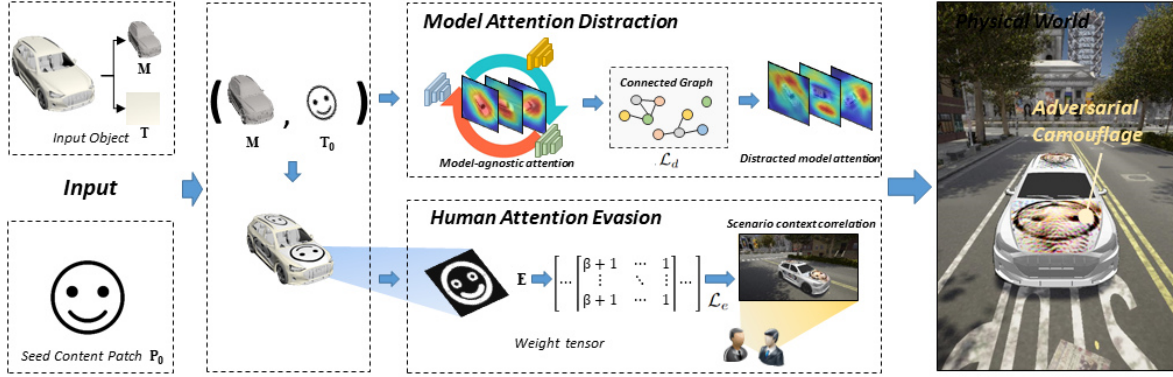 M
T
Input Object
Input
Seed Content Patch P₀
( M , T₀ )
Model Attention Distraction
Model-agnostic attention
Connected Graph
ℒd
Distracted model attention
Human Attention Evasion
E
[ ... [ β + 1 ⋯ 1
⋮ ⋱ ⋮
β + 1 ⋯ 1 ] ... ]
Weight tensor
ℒe
Scenario context correlation
Physical World
Adversarial
Camouflage